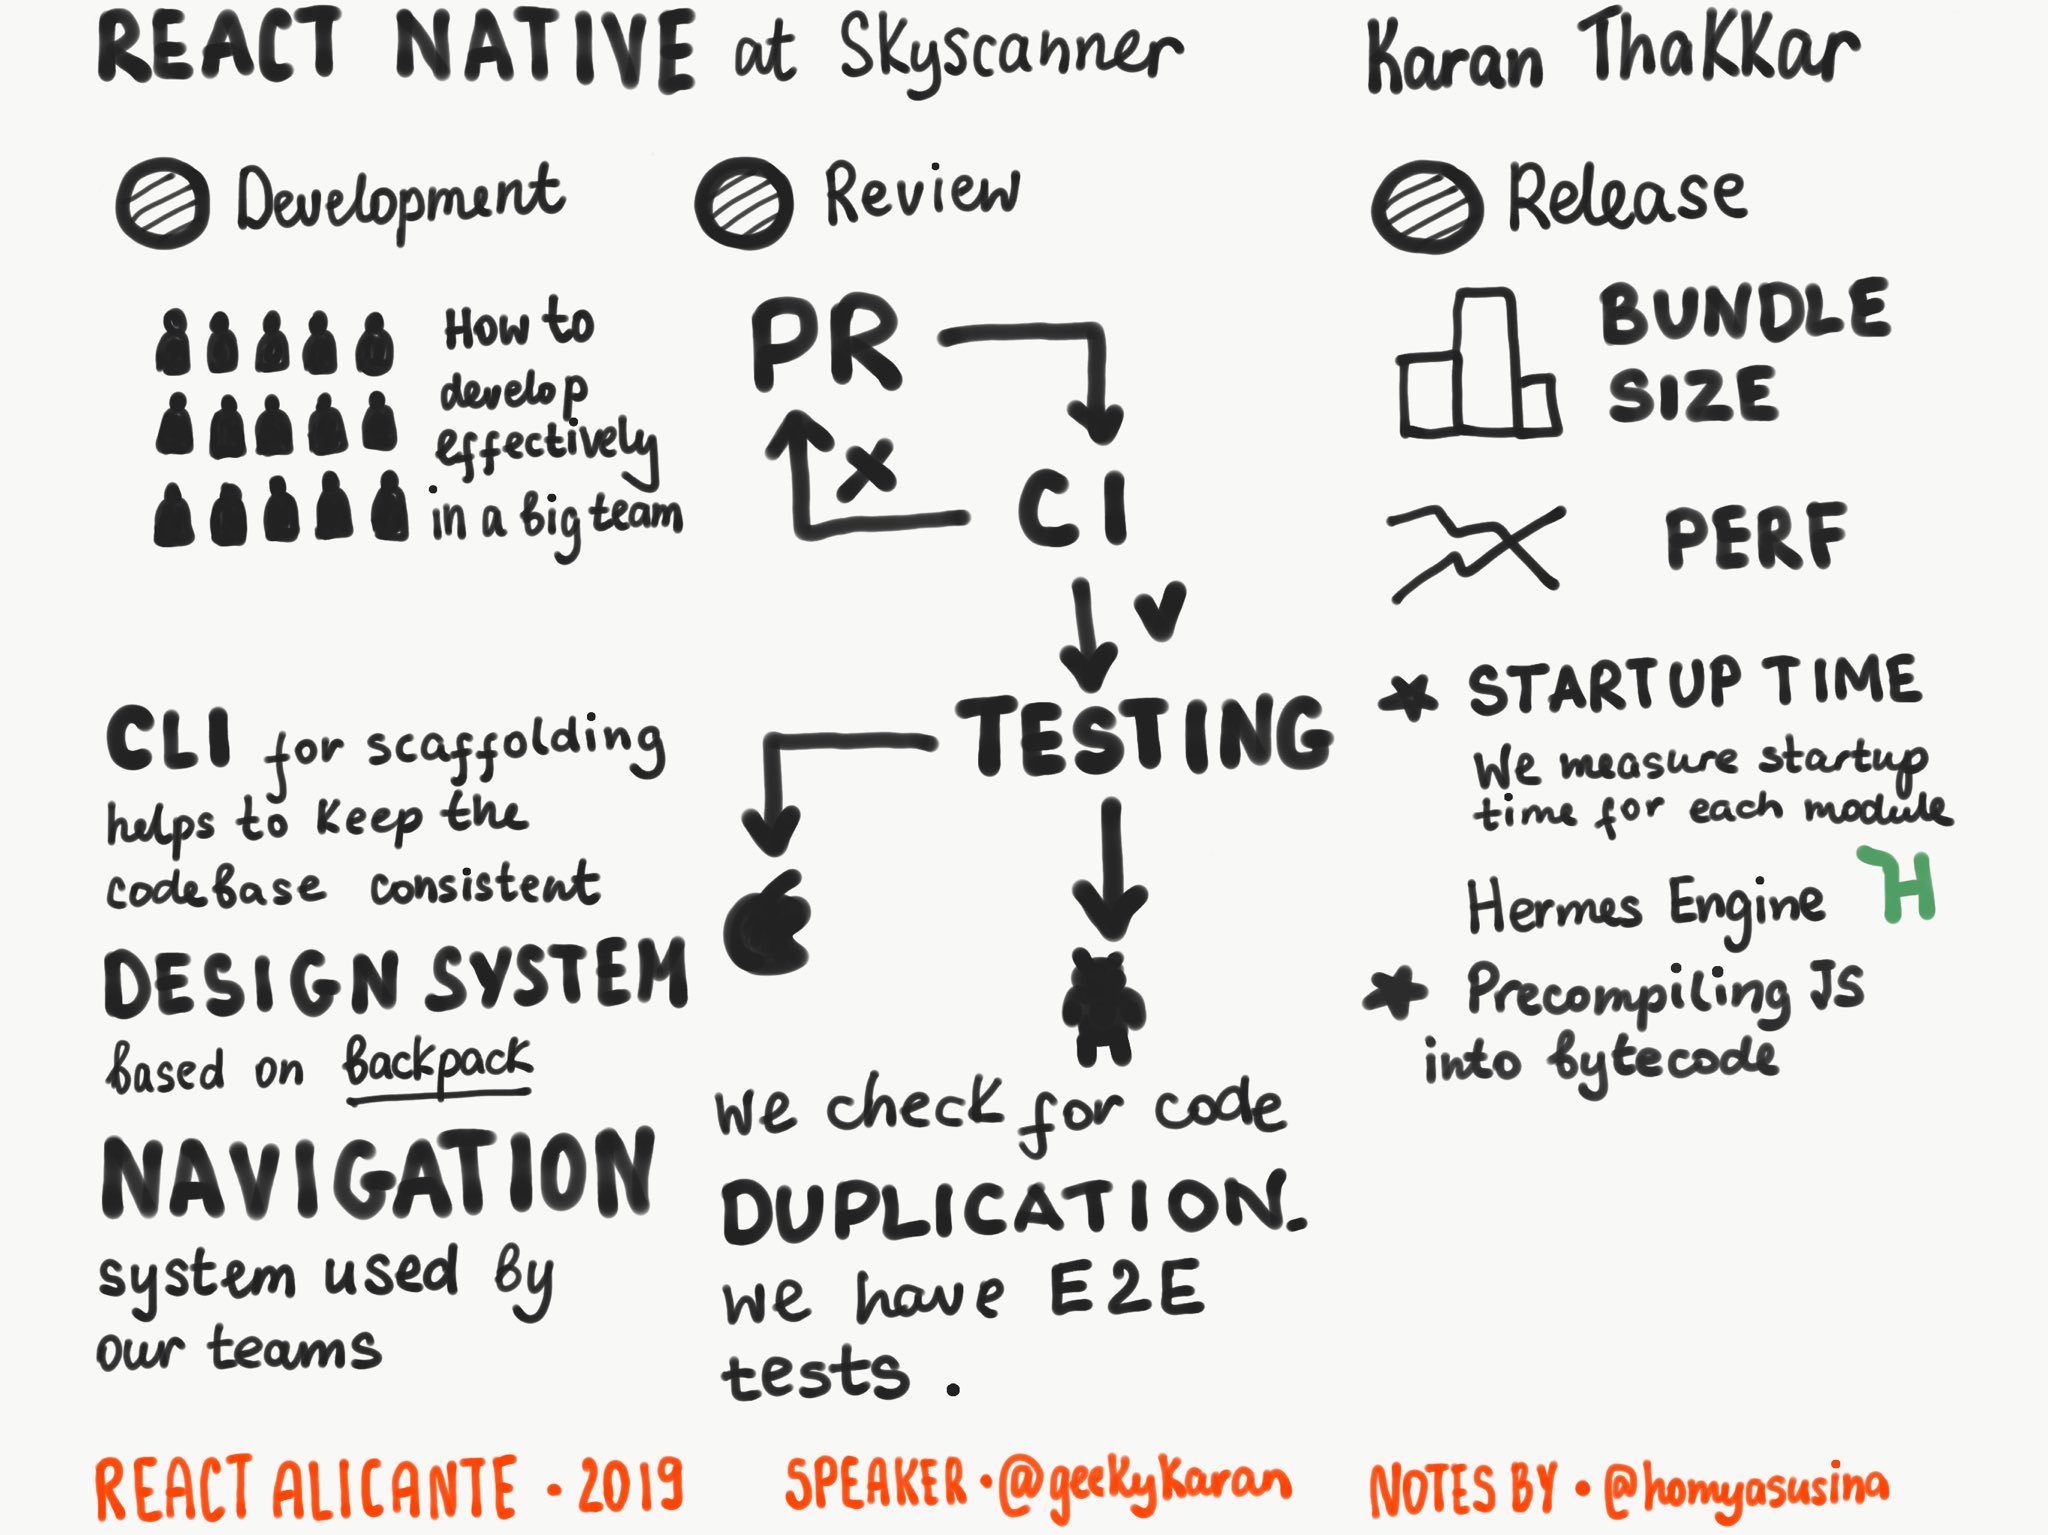 REACT NATIVE at Skyscanner
Karan Thakkar
Development
How to
develop
effectively
in a big team
CLI for scaffolding
helps to keep the
codebase consistent
DESIGN SYSTEM
based on backpack
NAVIGATION
system used by
our teams
Review
PR
CI
TESTING
we check for code
DUPLICATION.
we have E2E
tests.
Release
BUNDLE
SIZE
PERF
STARTUP TIME
We measure startup
time for each module
Hermes Engine H
Precompiling JS
into bytecode
REACT ALICANTE • 2019
SPEAKER • @geekykaran
NOTES BY • @homyasusina